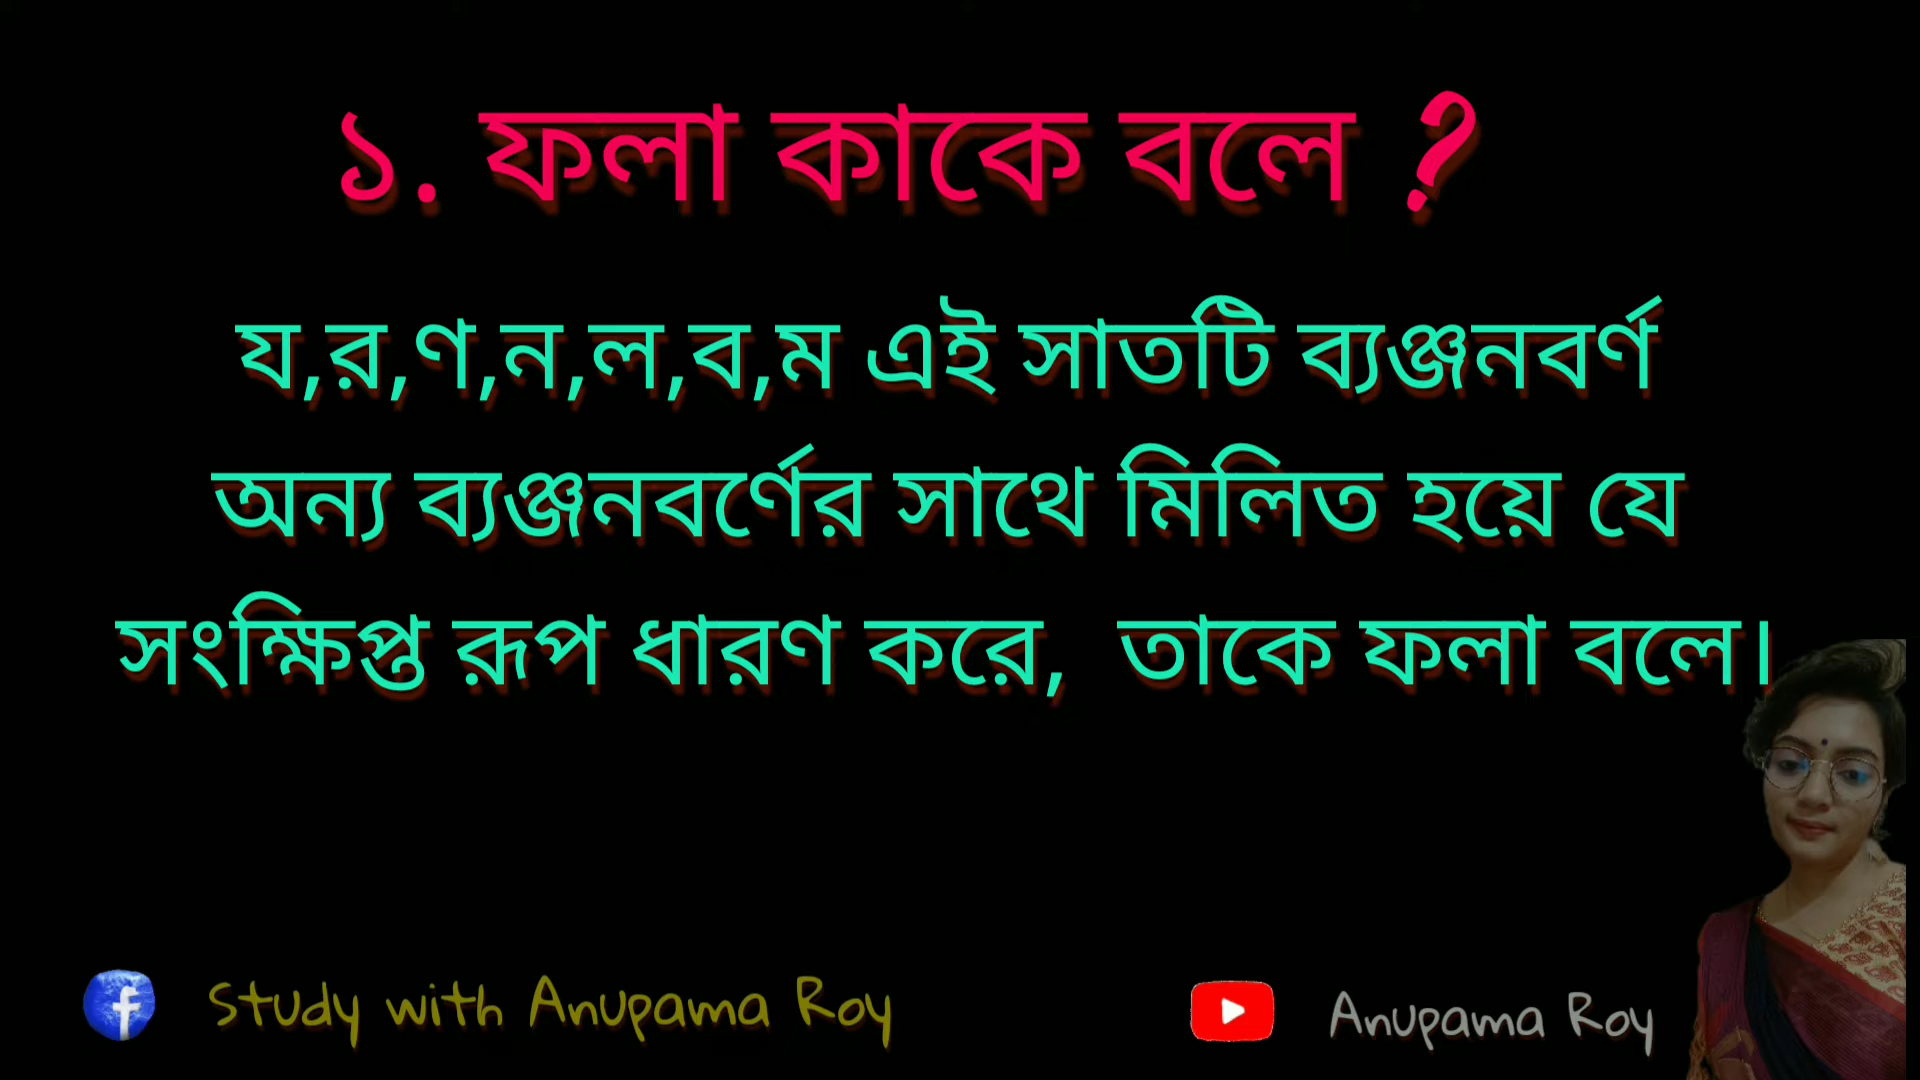 ১. ফলা কাকে বলে ?
য,র,ণ,ন,ল,ব,ম এই সাতটি ব্যঞ্জনবর্ণ
অন্য ব্যঞ্জনবর্ণের সাথে মিলিত হয়ে যে
সংক্ষিপ্ত রূপ ধারণ করে, তাকে ফলা বলে।
Study with Anupama Roy
Anupama Roy